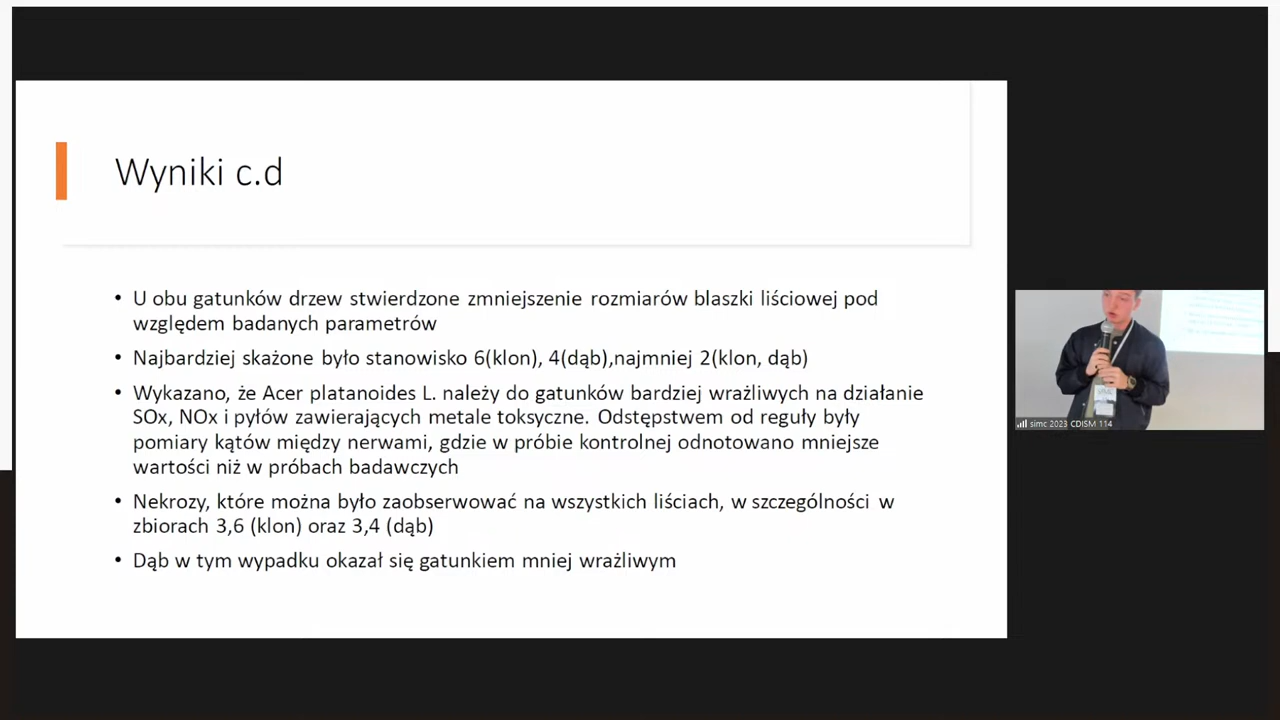 Wyniki c.d
• U obu gatunków drzew stwierdzone zmniejszenie rozmiarów blaszki liściowej pod
względem badanych parametrów
• Najbardziej skażone było stanowisko 6(klon), 4(dąb),najmniej 2(klon, dąb)
• Wykazano, że Acer platanoides L. należy do gatunków bardziej wrażliwych na działanie
SOx, NOx i pyłów zawierających metale toksyczne. Odstępstwem od reguły były
pomiary kątów między nerwami, gdzie w próbie kontrolnej odnotowano mniejsze
wartości niż w próbach badawczych
• Nekrozy, które można było zaobserwować na wszystkich liściach, w szczególności w
zbiorach 3,6 (klon) oraz 3,4 (dąb)
• Dąb w tym wypadku okazał się gatunkiem mniej wrażliwym
simc 2023 CDISM 114